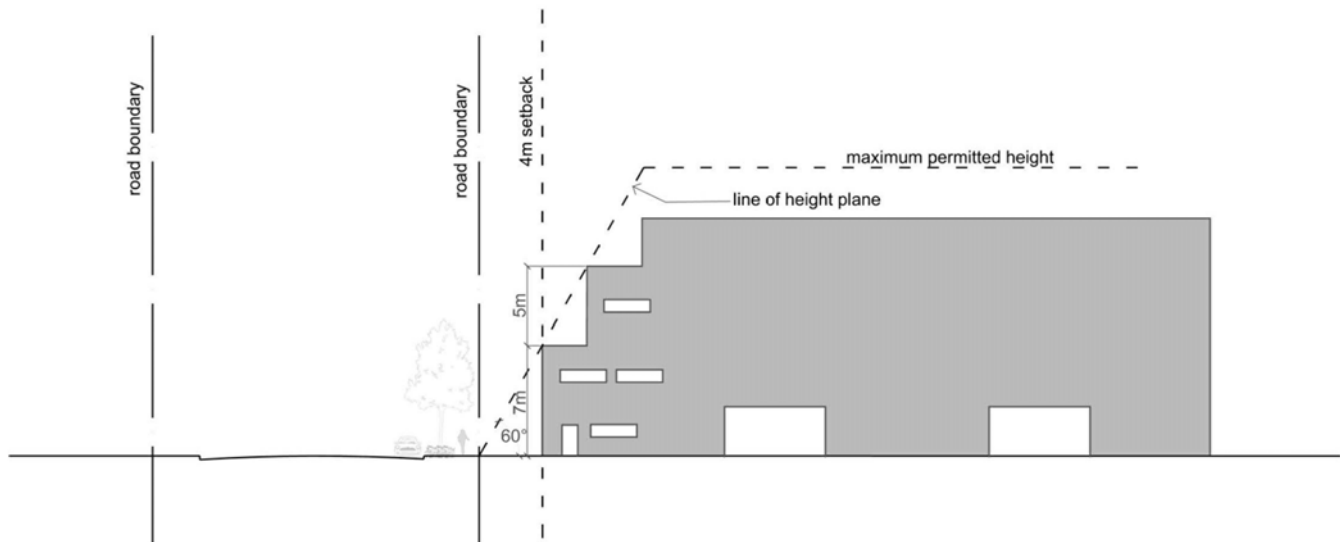 road boundary
road boundary
4m setback
maximum permitted height
line of height plane
5m
7m
60°